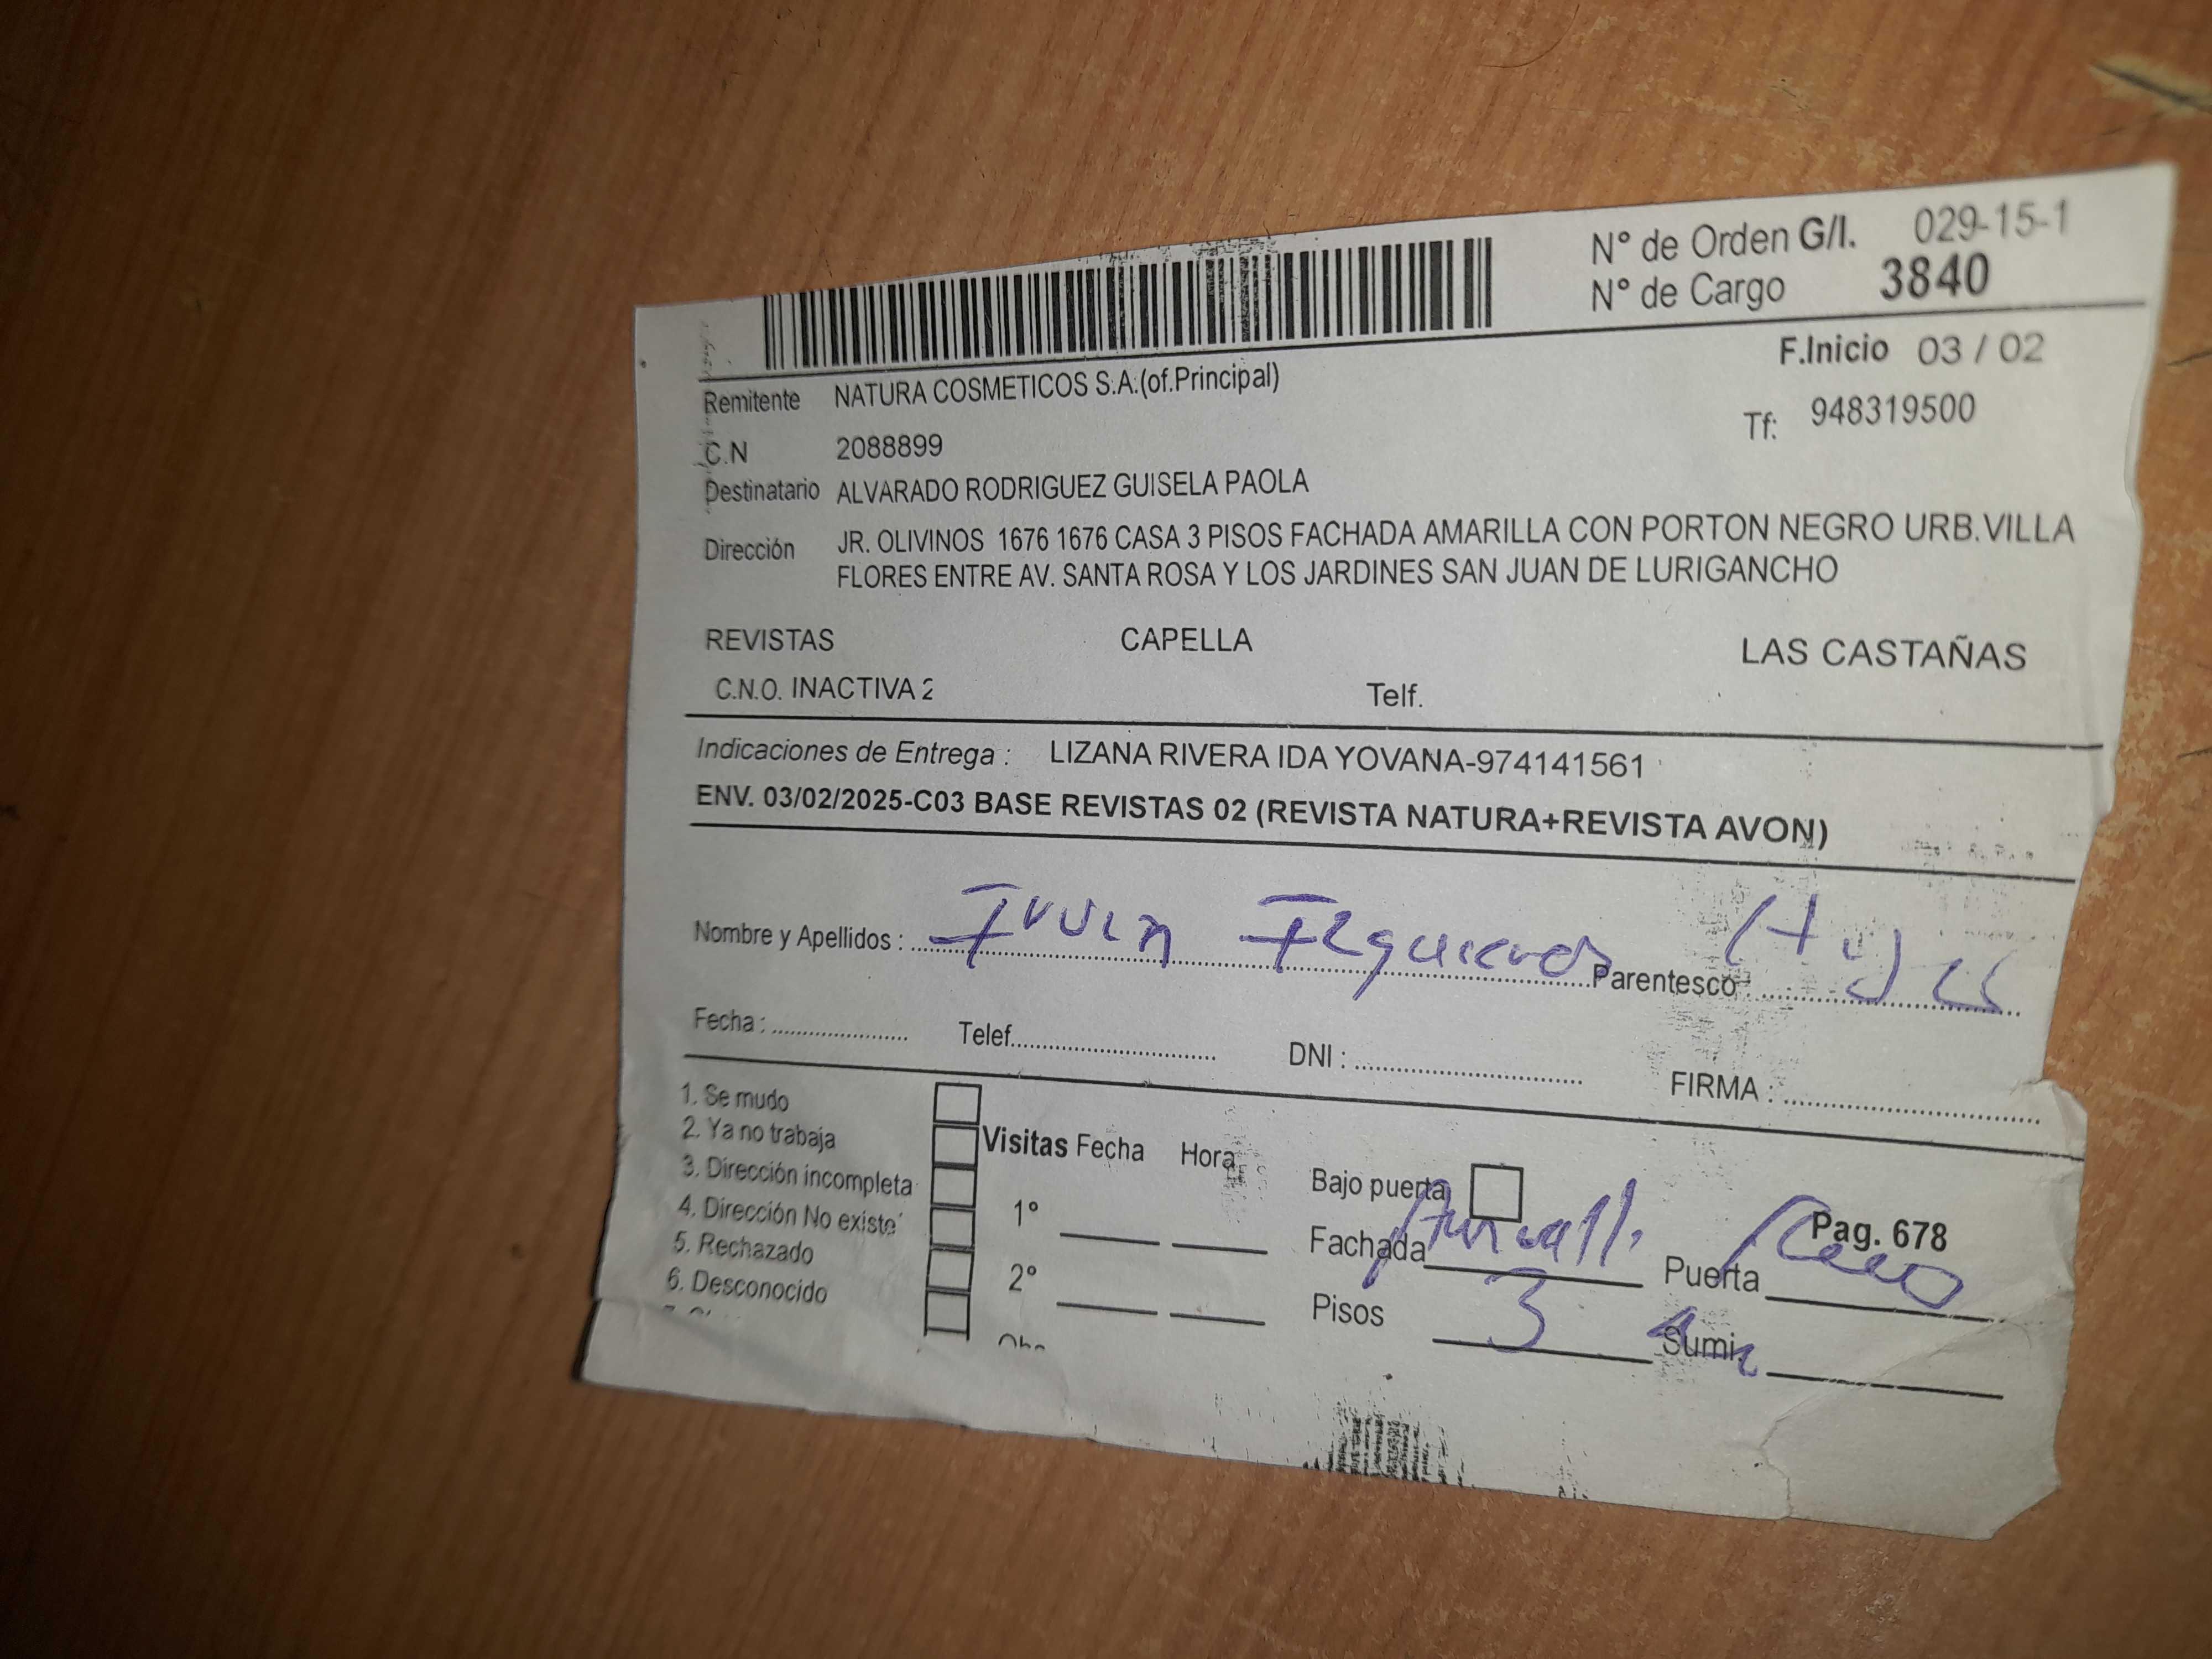 N° de Orden G/I. 029-15-1
N° de Cargo 3840
F.Inicio 03 / 02
Remitente NATURA COSMETICOS S.A.(of.Principal)
Tf: 948319500
C.N 2088899
Destinatario ALVARADO RODRIGUEZ GUISELA PAOLA
Dirección JR. OLIVINOS 1676 1676 CASA 3 PISOS FACHADA AMARILLA CON PORTON NEGRO URB.VILLA
FLORES ENTRE AV. SANTA ROSA Y LOS JARDINES SAN JUAN DE LURIGANCHO
REVISTAS CAPELLA LAS CASTAÑAS
C.N.O. INACTIVA 2 Telf.
Indicaciones de Entrega : LIZANA RIVERA IDA YOVANA-974141561
ENV. 03/02/2025-C03 BASE REVISTAS 02 (REVISTA NATURA+REVISTA AVON)
Nombre y Apellidos : Parentesco :
Fecha : Telef. DNI : FIRMA :
1. Se mudo
2. Ya no trabaja
3. Dirección incompleta
4. Dirección No existe
5. Rechazado
6. Desconocido
Visitas Fecha Hora
1°
2°
Bajo puerta
Pag. 678
Fachada Puerta
Pisos 3 Sumi.